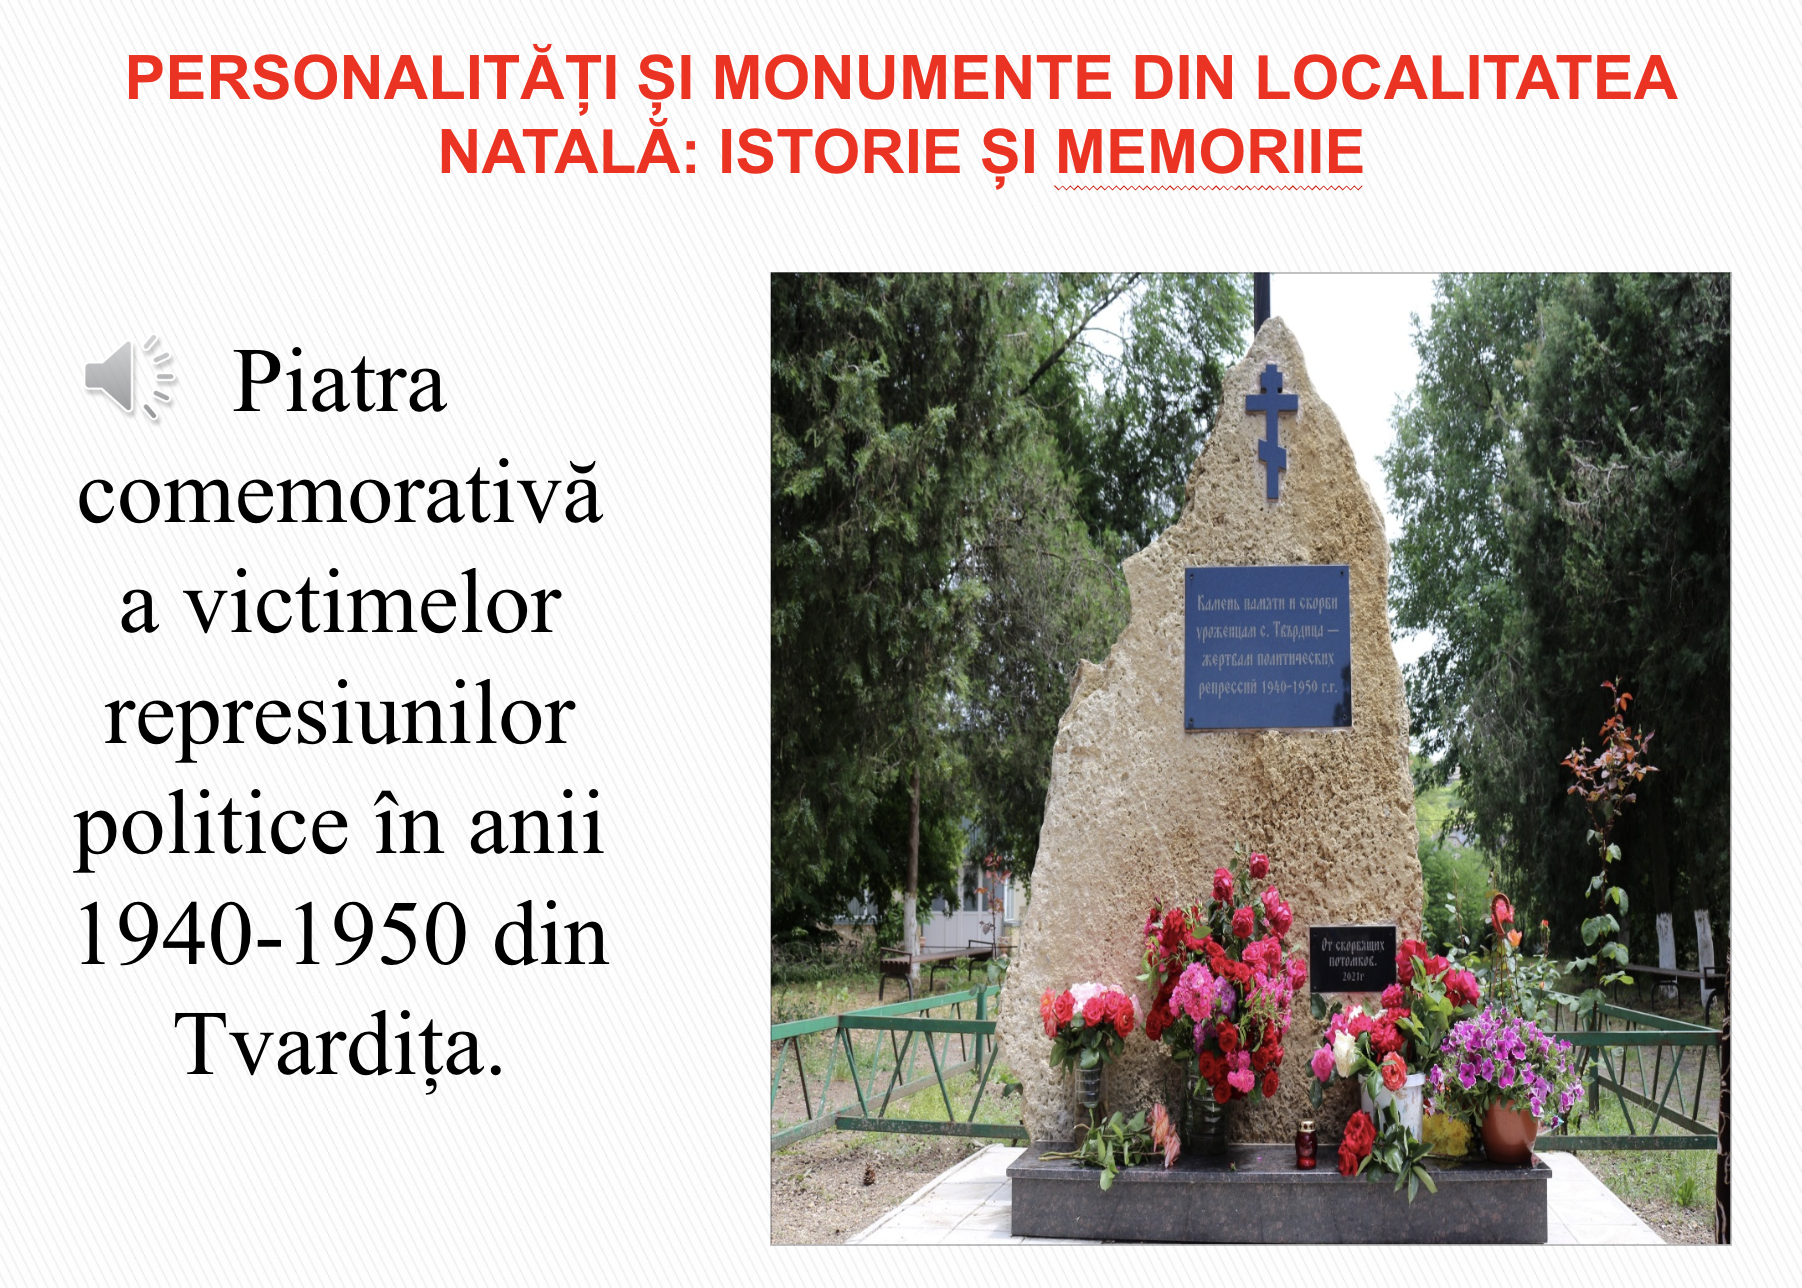 PERSONALITĂȚI ȘI MONUMENTE DIN LOCALITATEA
NATALĂ: ISTORIE ȘI MEMORIIE
Piatra
comemorativă
a victimelor
represiunilor
politice în anii
1940-1950 din
Tvardița.
Камень памяти и скорби
уроженцам с. Твърдица —
жертвам политических
репрессий 1940-1950 г.г.
От скорбящих
потомков.
2021г